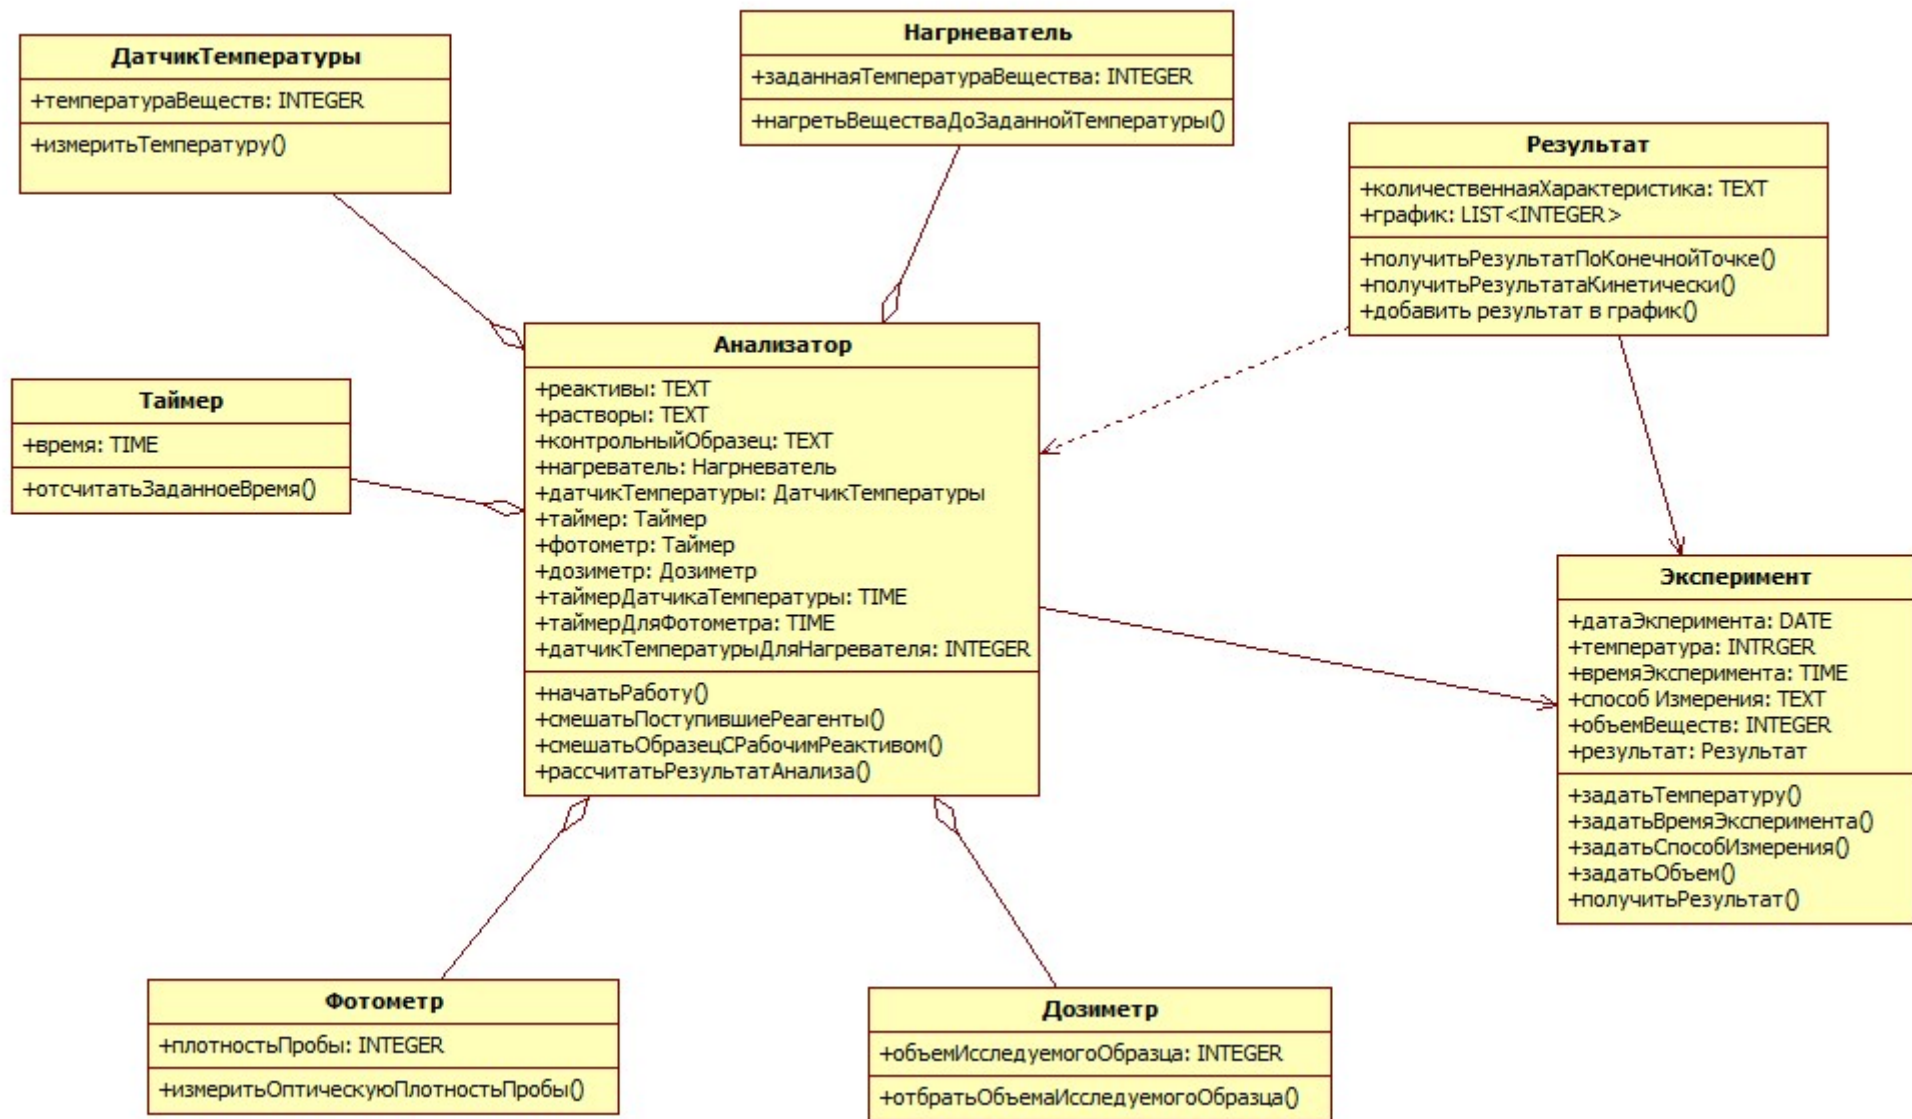 ДатчикТемпературы
+температураВеществ: INTEGER
+измеритьТемпературу()
Нагрневатель
+заданнаяТемператураВещества: INTEGER
+нагретьВеществаДоЗаданнойТемпературы()
Результат
+количественнаяХарактеристика: TEXT
+график: LIST<INTEGER>
+получитьРезультатПоКонечнойТочке()
+получитьРезультатаКинетически()
+добавить результат в график()
Таймер
+время: TIME
+отсчитатьЗаданноеВремя()
Анализатор
+реактивы: TEXT
+растворы: TEXT
+контрольныйОбразец: TEXT
+нагреватель: Нагрневатель
+датчикТемпературы: ДатчикТемпературы
+таймер: Таймер
+фотометр: Таймер
+дозиметр: Дозиметр
+таймерДатчикаТемпературы: TIME
+таймерДляФотометра: TIME
+датчикТемпературыДляНагревателя: INTEGER
+начатьРаботу()
+смешатьПоступившиеРеагенты()
+смешатьОбразецСРабочимРеактивом()
+рассчитатьРезультатАнализа()
Эксперимент
+датаЭкперимента: DATE
+температура: INTRGER
+времяЭксперимента: TIME
+способ Измерения: TEXT
+объемВеществ: INTEGER
+результат: Результат
+задатьТемпературу()
+задатьВремяЭксперимента()
+задатьСпособИзмерения()
+задатьОбъем()
+получитьРезультат()
Фотометр
+плотностьПробы: INTEGER
+измеритьОптическуюПлотностьПробы()
Дозиметр
+объемИсследуемогоОбразца: INTEGER
+отбратьОбъемаИсследуемогоОбразца()